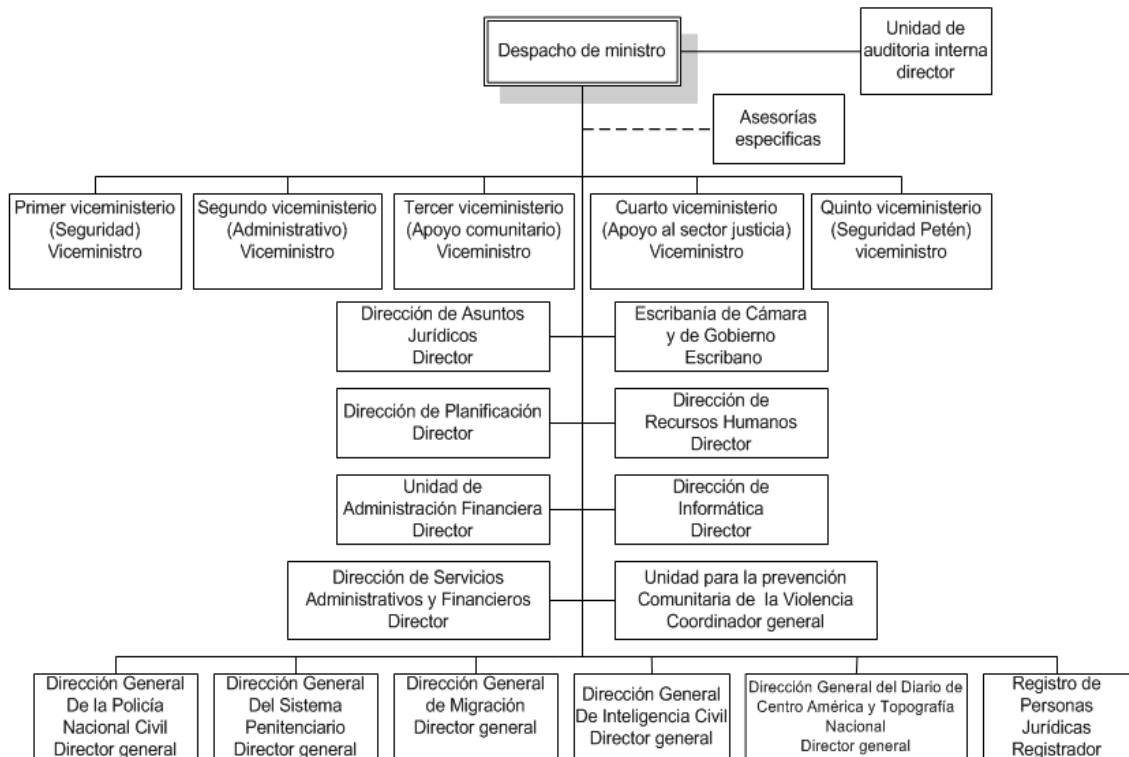 Despacho de ministro
Unidad de
auditoria interna
director
Asesorías
especificas
Primer viceministerio
(Seguridad)
Viceministro
Segundo viceministerio
(Administrativo)
Viceministro
Tercer viceministerio
(Apoyo comunitario)
Viceministro
Cuarto viceministerio
(Apoyo al sector justicia)
Viceministro
Quinto viceministerio
(Seguridad Petén)
viceministro
Dirección de Asuntos
Jurídicos
Director
Escribanía de Cámara
y de Gobierno
Escribano
Dirección de Planificación
Director
Dirección de
Recursos Humanos
Director
Unidad de
Administración Financiera
Director
Dirección de
Informática
Director
Dirección de Servicios
Administrativos y Financieros
Director
Unidad para la prevención
Comunitaria de la Violencia
Coordinador general
Dirección General
De la Policía
Nacional Civil
Director general
Dirección General
Del Sistema
Penitenciario
Director general
Dirección General
de Migración
Director general
Dirección General
De Inteligencia Civil
Director general
Dirección General del Diario de
Centro América y Topografía
Nacional
Director general
Registro de
Personas
Jurídicas
Registrador